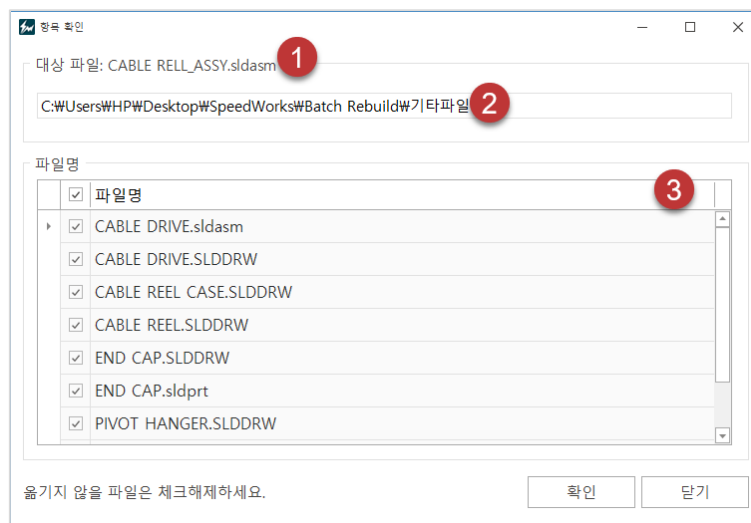 항목 확인
대상 파일: CABLE RELL_ASSY.sldasm
1
C:₩Users₩HP₩Desktop₩SpeedWorks₩Batch Rebuild₩기타파일
2
파일명
파일명
3
CABLE DRIVE.sldasm
CABLE DRIVE.SLDDRW
CABLE REEL CASE.SLDDRW
CABLE REEL.SLDDRW
END CAP.SLDDRW
END CAP.sldprt
PIVOT HANGER.SLDDRW
옮기지 않을 파일은 체크해제하세요.
확인
닫기